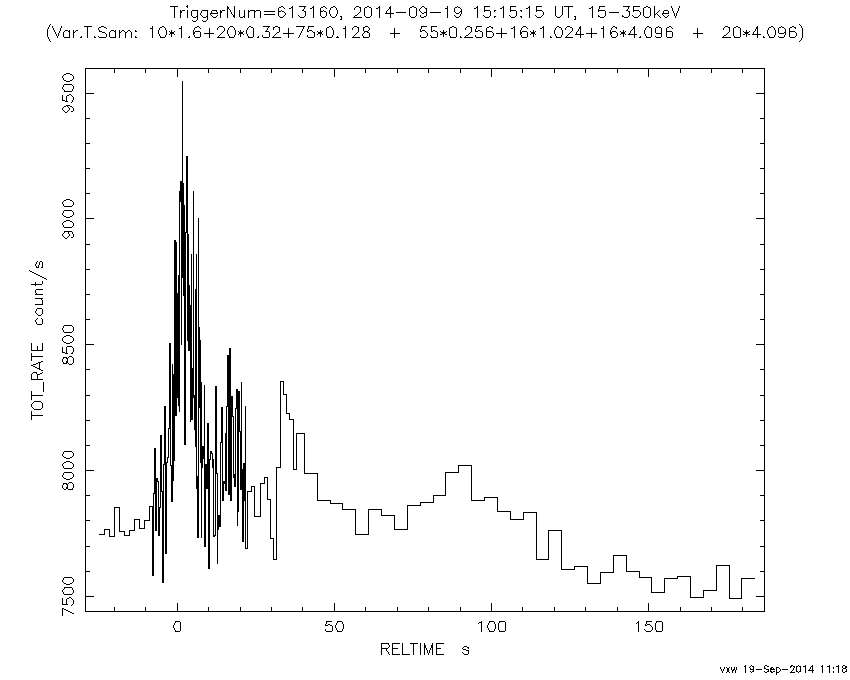 TriggerNum=613160, 2014-09-19 15:15:15 UT, 15-350keV
(Var.T.Sam: 10*1.6+20*0.32+75*0.128 + 55*0.256+16*1.024+16*4.096 + 20*4.096)
9500
9000
8500
8000
7500
TOT_RATE count/s
0 50 100 150
RELTIME s
vxw 19-Sep-2014 11:18